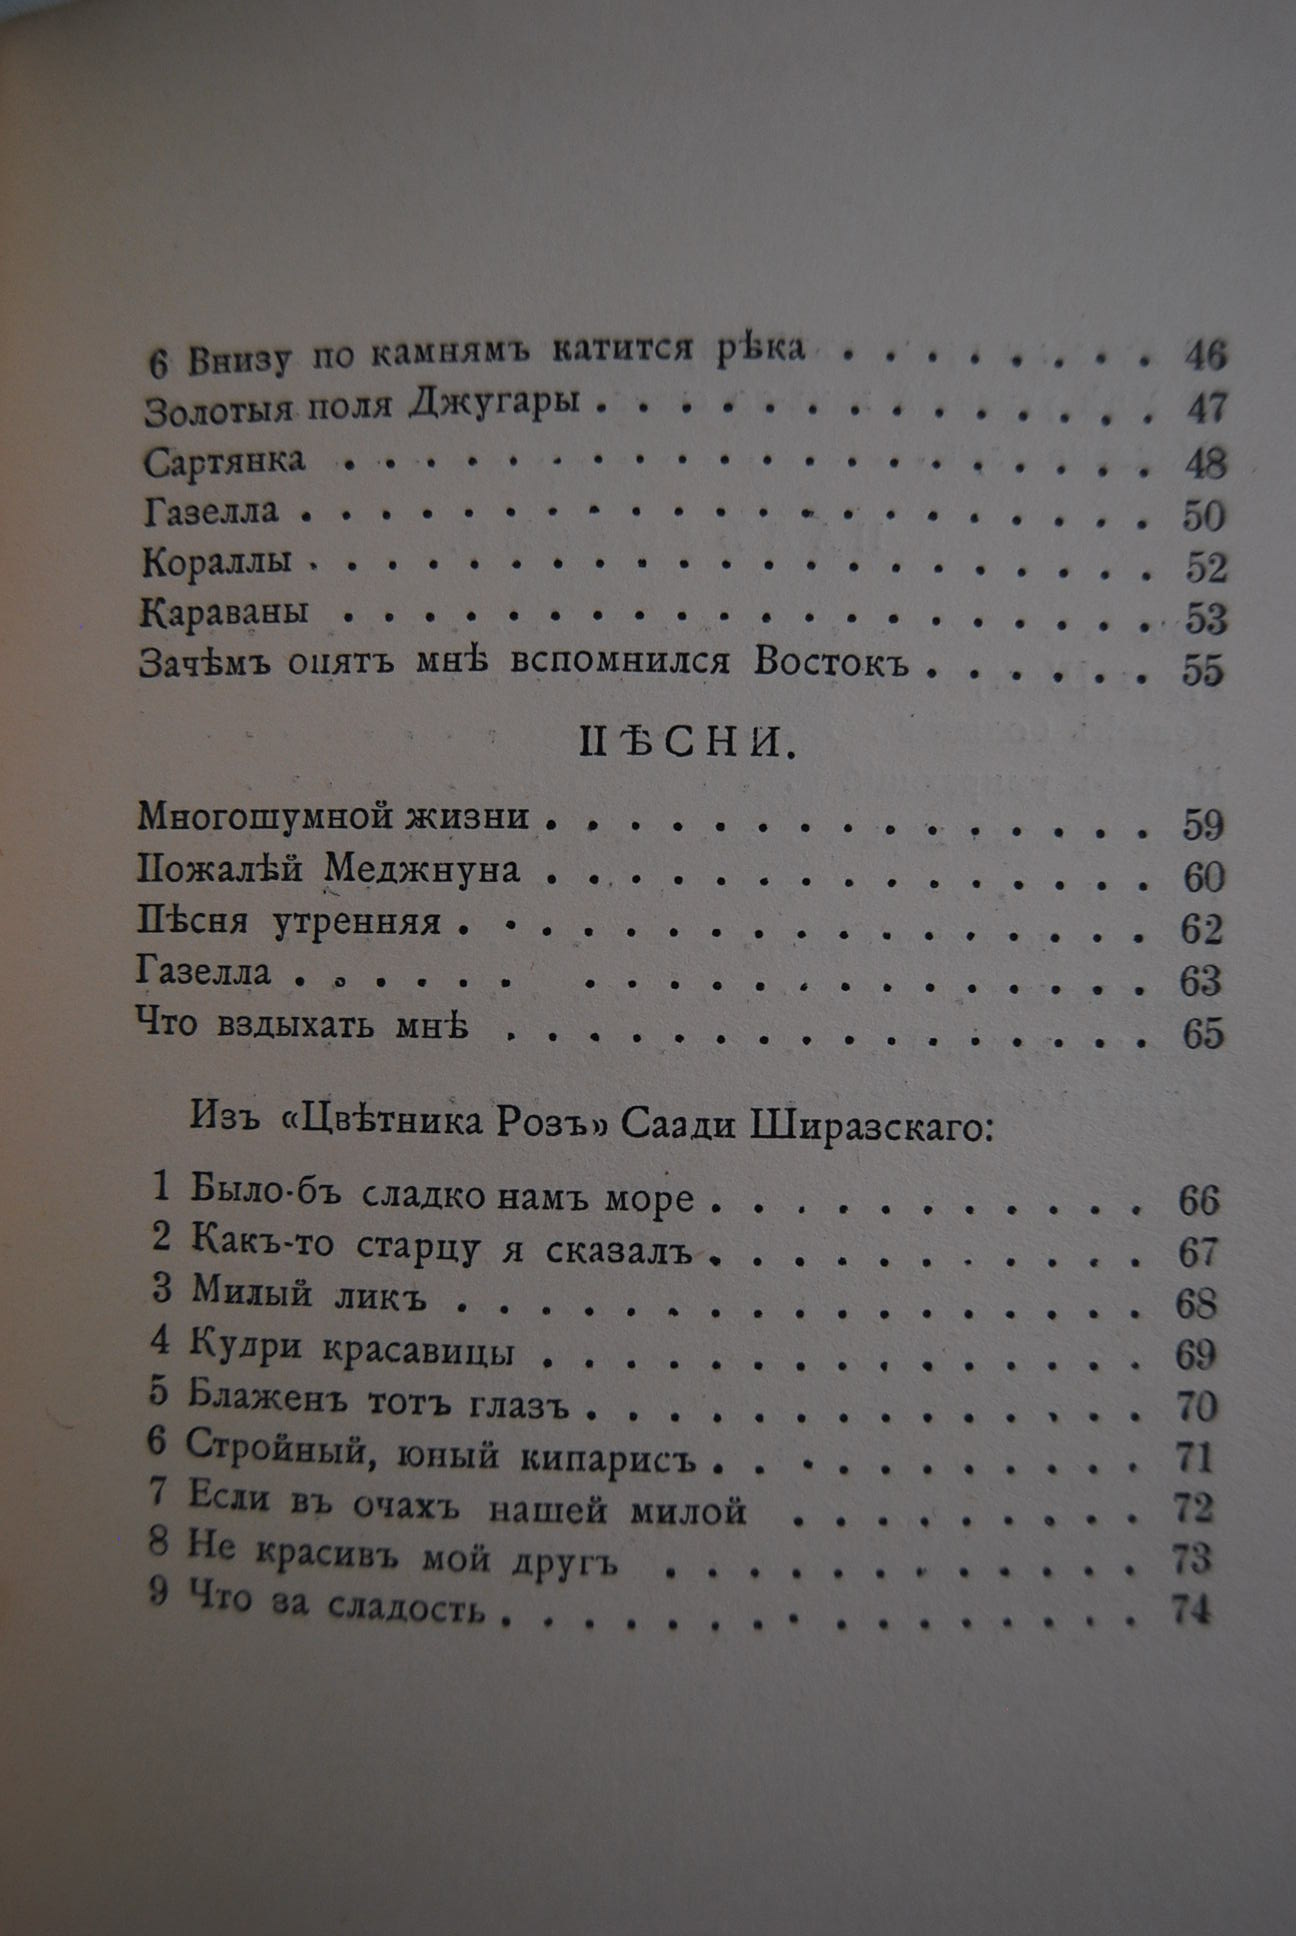 6 Внизу по камнямъ катится рѣка . . . . . . . . 46
Золотыя поля Джугары . . . . . . . . . . . . . . 47
Сартянка . . . . . . . . . . . . . . . . . . . . 48
Газелла . . . . . . . . . . . . . . . . . . . . . 50
Кораллы . . . . . . . . . . . . . . . . . . . . . 52
Караваны . . . . . . . . . . . . . . . . . . . . 53
Зачѣмъ опять мнѣ вспомнился Востокъ . . . . . . 55
ПѢСНИ.
Многошумной жизни . . . . . . . . . . . . . . . 59
Пожалѣй Меджнуна . . . . . . . . . . . . . . . 60
Пѣсня утренняя . . . . . . . . . . . . . . . . . 62
Газелла . . . . . . . . . . . . . . . . . . . . 63
Что вздыхать мнѣ . . . . . . . . . . . . . . . . 65
Изъ «Цвѣтника Розъ» Саади Ширазскаго:
1 Было-бъ сладко намъ море . . . . . . . . . . . 66
2 Какъ-то старцу я сказалъ . . . . . . . . . . . 67
3 Милый ликъ . . . . . . . . . . . . . . . . . 68
4 Кудри красавицы . . . . . . . . . . . . . . . 69
5 Блаженъ тотъ глазъ . . . . . . . . . . . . . . 70
6 Стройный, юный кипарисъ . . . . . . . . . . . 71
7 Если въ очахъ нашей милой . . . . . . . . . 72
8 Не красивъ мой другъ . . . . . . . . . . . . 73
9 Что за сладость . . . . . . . . . . . . . . . . 74